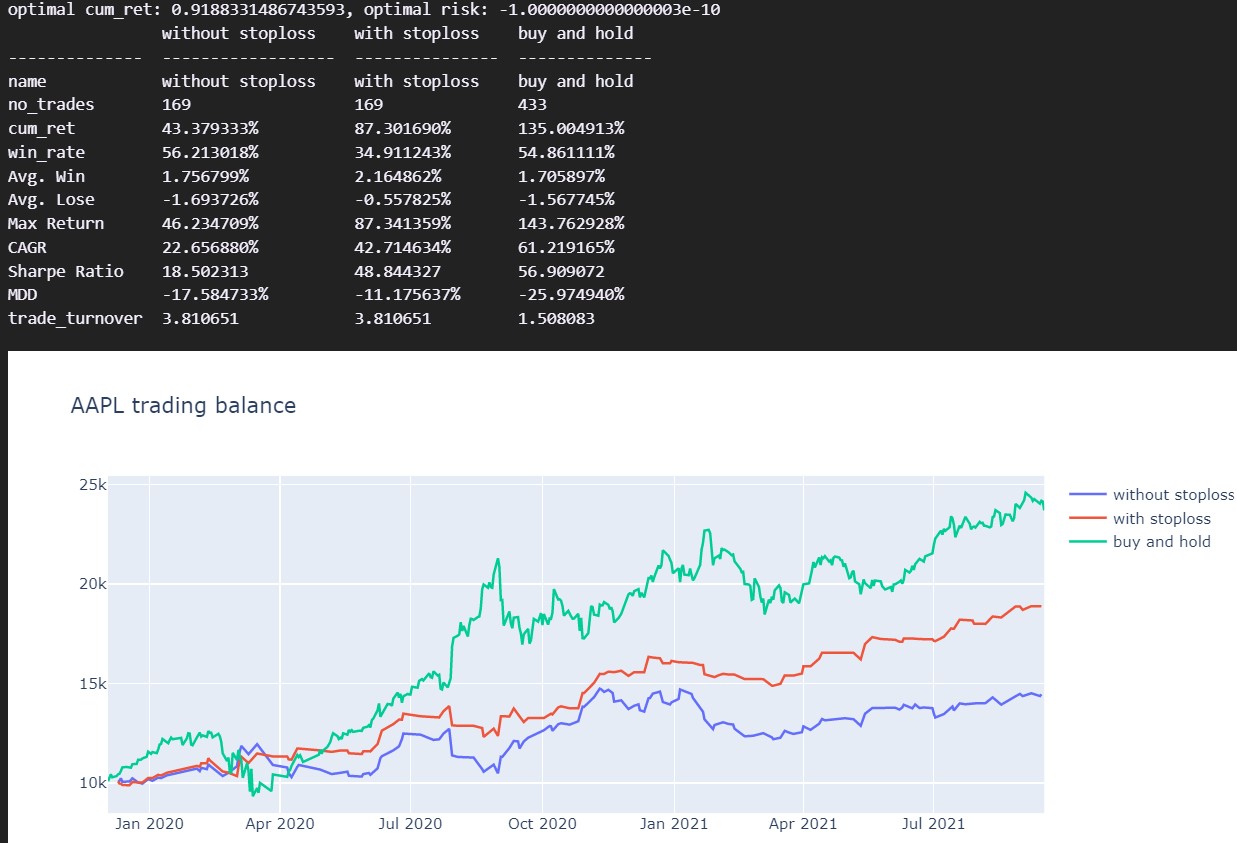 optimal cum_ret: 0.9188331486743593, optimal risk: -1.0000000000000003e-10
without stoploss with stoploss buy and hold
-------------- ------------------ --------------- --------------
name without stoploss with stoploss buy and hold
no_trades 169 169 433
cum_ret 43.379333% 87.301690% 135.004913%
win_rate 56.213018% 34.911243% 54.861111%
Avg. Win 1.756799% 2.164862% 1.705897%
Avg. Lose -1.693726% -0.557825% -1.567745%
Max Return 46.234709% 87.341359% 143.762928%
CAGR 22.656880% 42.714634% 61.219165%
Sharpe Ratio 18.502313 48.844327 56.909072
MDD -17.584733% -11.175637% -25.974940%
trade_turnover 3.810651 3.810651 1.508083
AAPL trading balance
25k
20k
15k
10k
Jan 2020 Apr 2020 Jul 2020 Oct 2020 Jan 2021 Apr 2021 Jul 2021
without stoploss
with stoploss
buy and hold